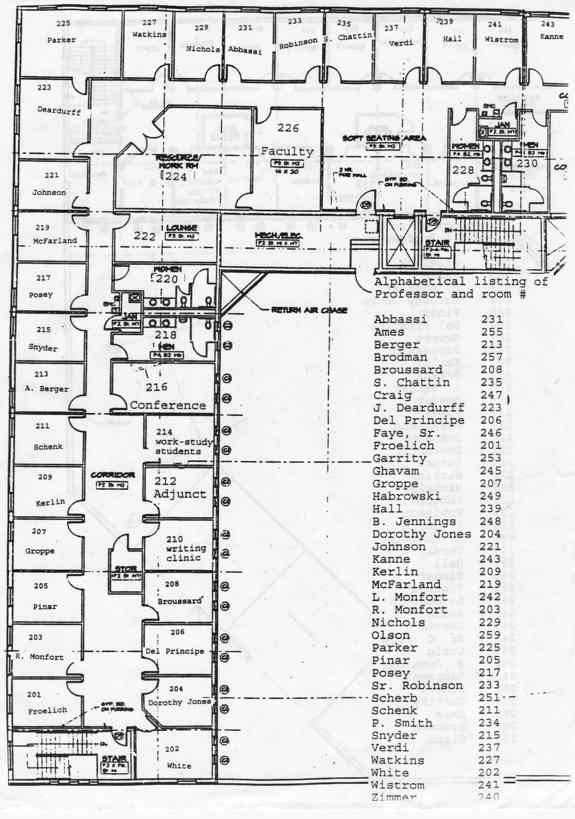 225
Parker
227
Watkins
229
Nichols
231
Abbassi
233
Robinson
235
S. Chattin
237
Verdi
239
Hall
241
Wistrom
243
Kanne
223
Deardurff
221
Johnson
219
McFarland
217
Posey
215
Snyder
213
A. Berger
211
Schenk
209
Kerlin
207
Groppe
205
Pinar
203
R. Monfort
201
Froelich
RESOURCE/
WORK RM
224
226
Faculty
14 X 20
SOFT SEATING AREA
2 HR.
FIRE WALL
WOMEN
228
JAN
MEN
230
222
LOUNGE
MECH/ELEC.
STAIR
WOMEN
220
JAN
218
MEN
RETURN AIR CHASE
216
Conference
214
work-study
students
212
Adjunct
CORRIDOR
210
writing
clinic
STOR
208
Broussard
206
Del Principe
204
Dorothy Jones
202
White
STAIR
Alphabetical listing of
Professor and room #
Abbassi 231
Ames 255
Berger 213
Brodman 257
Broussard 208
S. Chattin 235
Craig 247
J. Deardurff 223
Del Principe 206
Faye, Sr. 246
Froelich 201
Garrity 253
Ghavam 245
Groppe 207
Habrowski 249
Hall 239
B. Jennings 248
Dorothy Jones 204
Johnson 221
Kanne 243
Kerlin 209
McFarland 219
L. Monfort 242
R. Monfort 203
Nichols 229
Olson 259
Parker 225
Pinar 205
Posey 217
Sr. Robinson 233
Scherb 251
Schenk 211
P. Smith 234
Snyder 215
Verdi 237
Watkins 227
White 202
Wistrom 241
Zimmer 240